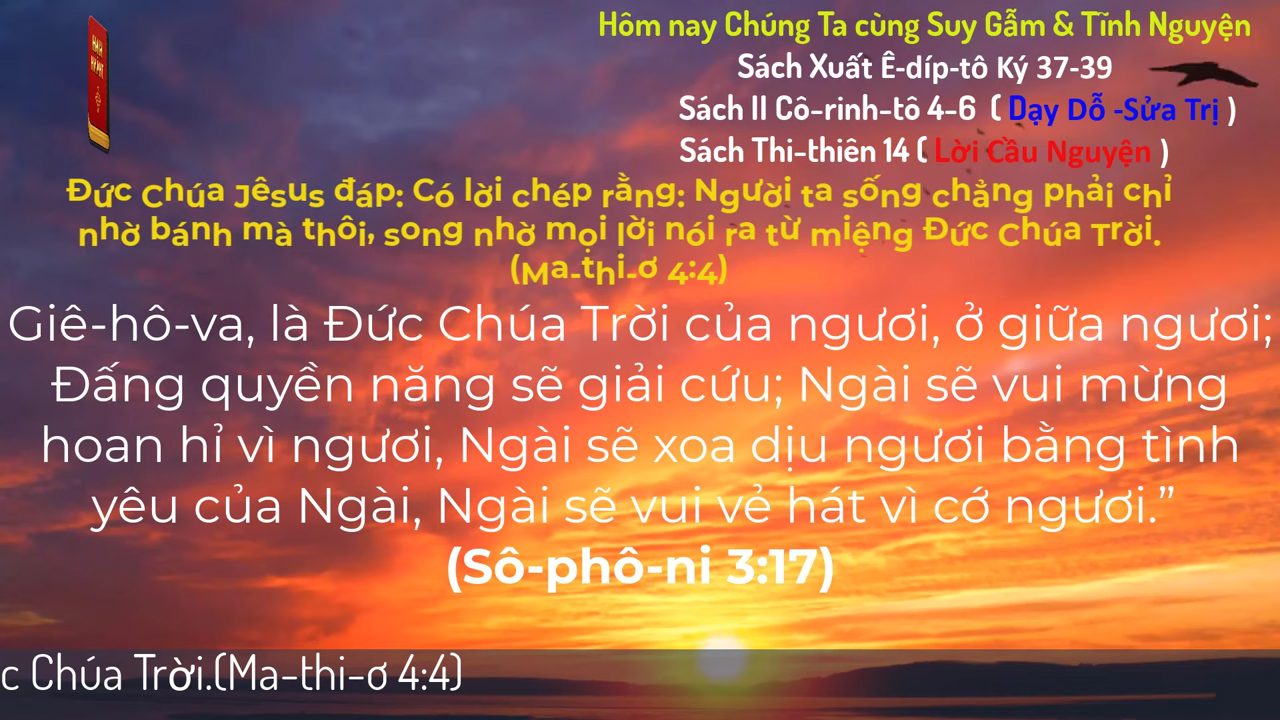 Hôm nay Chúng Ta cùng Suy Gẫm & Tĩnh Nguyện
Sách Xuất Ê-díp-tô Ký 37-39
Sách II Cô-rinh-tô 4-6 ( Dạy Dỗ -Sửa Trị )
Sách Thi-thiên 14 ( Lời Cầu Nguyện )
Đức Chúa Jêsus đáp: Có lời chép rằng: Người ta sống chẳng phải chỉ
nhờ bánh mà thôi, song nhờ mọi lời nói ra từ miệng Đức Chúa Trời.
(Ma-thi-ơ 4:4)
Giê-hô-va, là Đức Chúa Trời của ngươi, ở giữa ngươi;
Đấng quyền năng sẽ giải cứu; Ngài sẽ vui mừng
hoan hỉ vì ngươi, Ngài sẽ xoa dịu ngươi bằng tình
yêu của Ngài, Ngài sẽ vui vẻ hát vì cớ ngươi.”
(Sô-phô-ni 3:17)
c Chúa Trời.(Ma-thi-ơ 4:4)